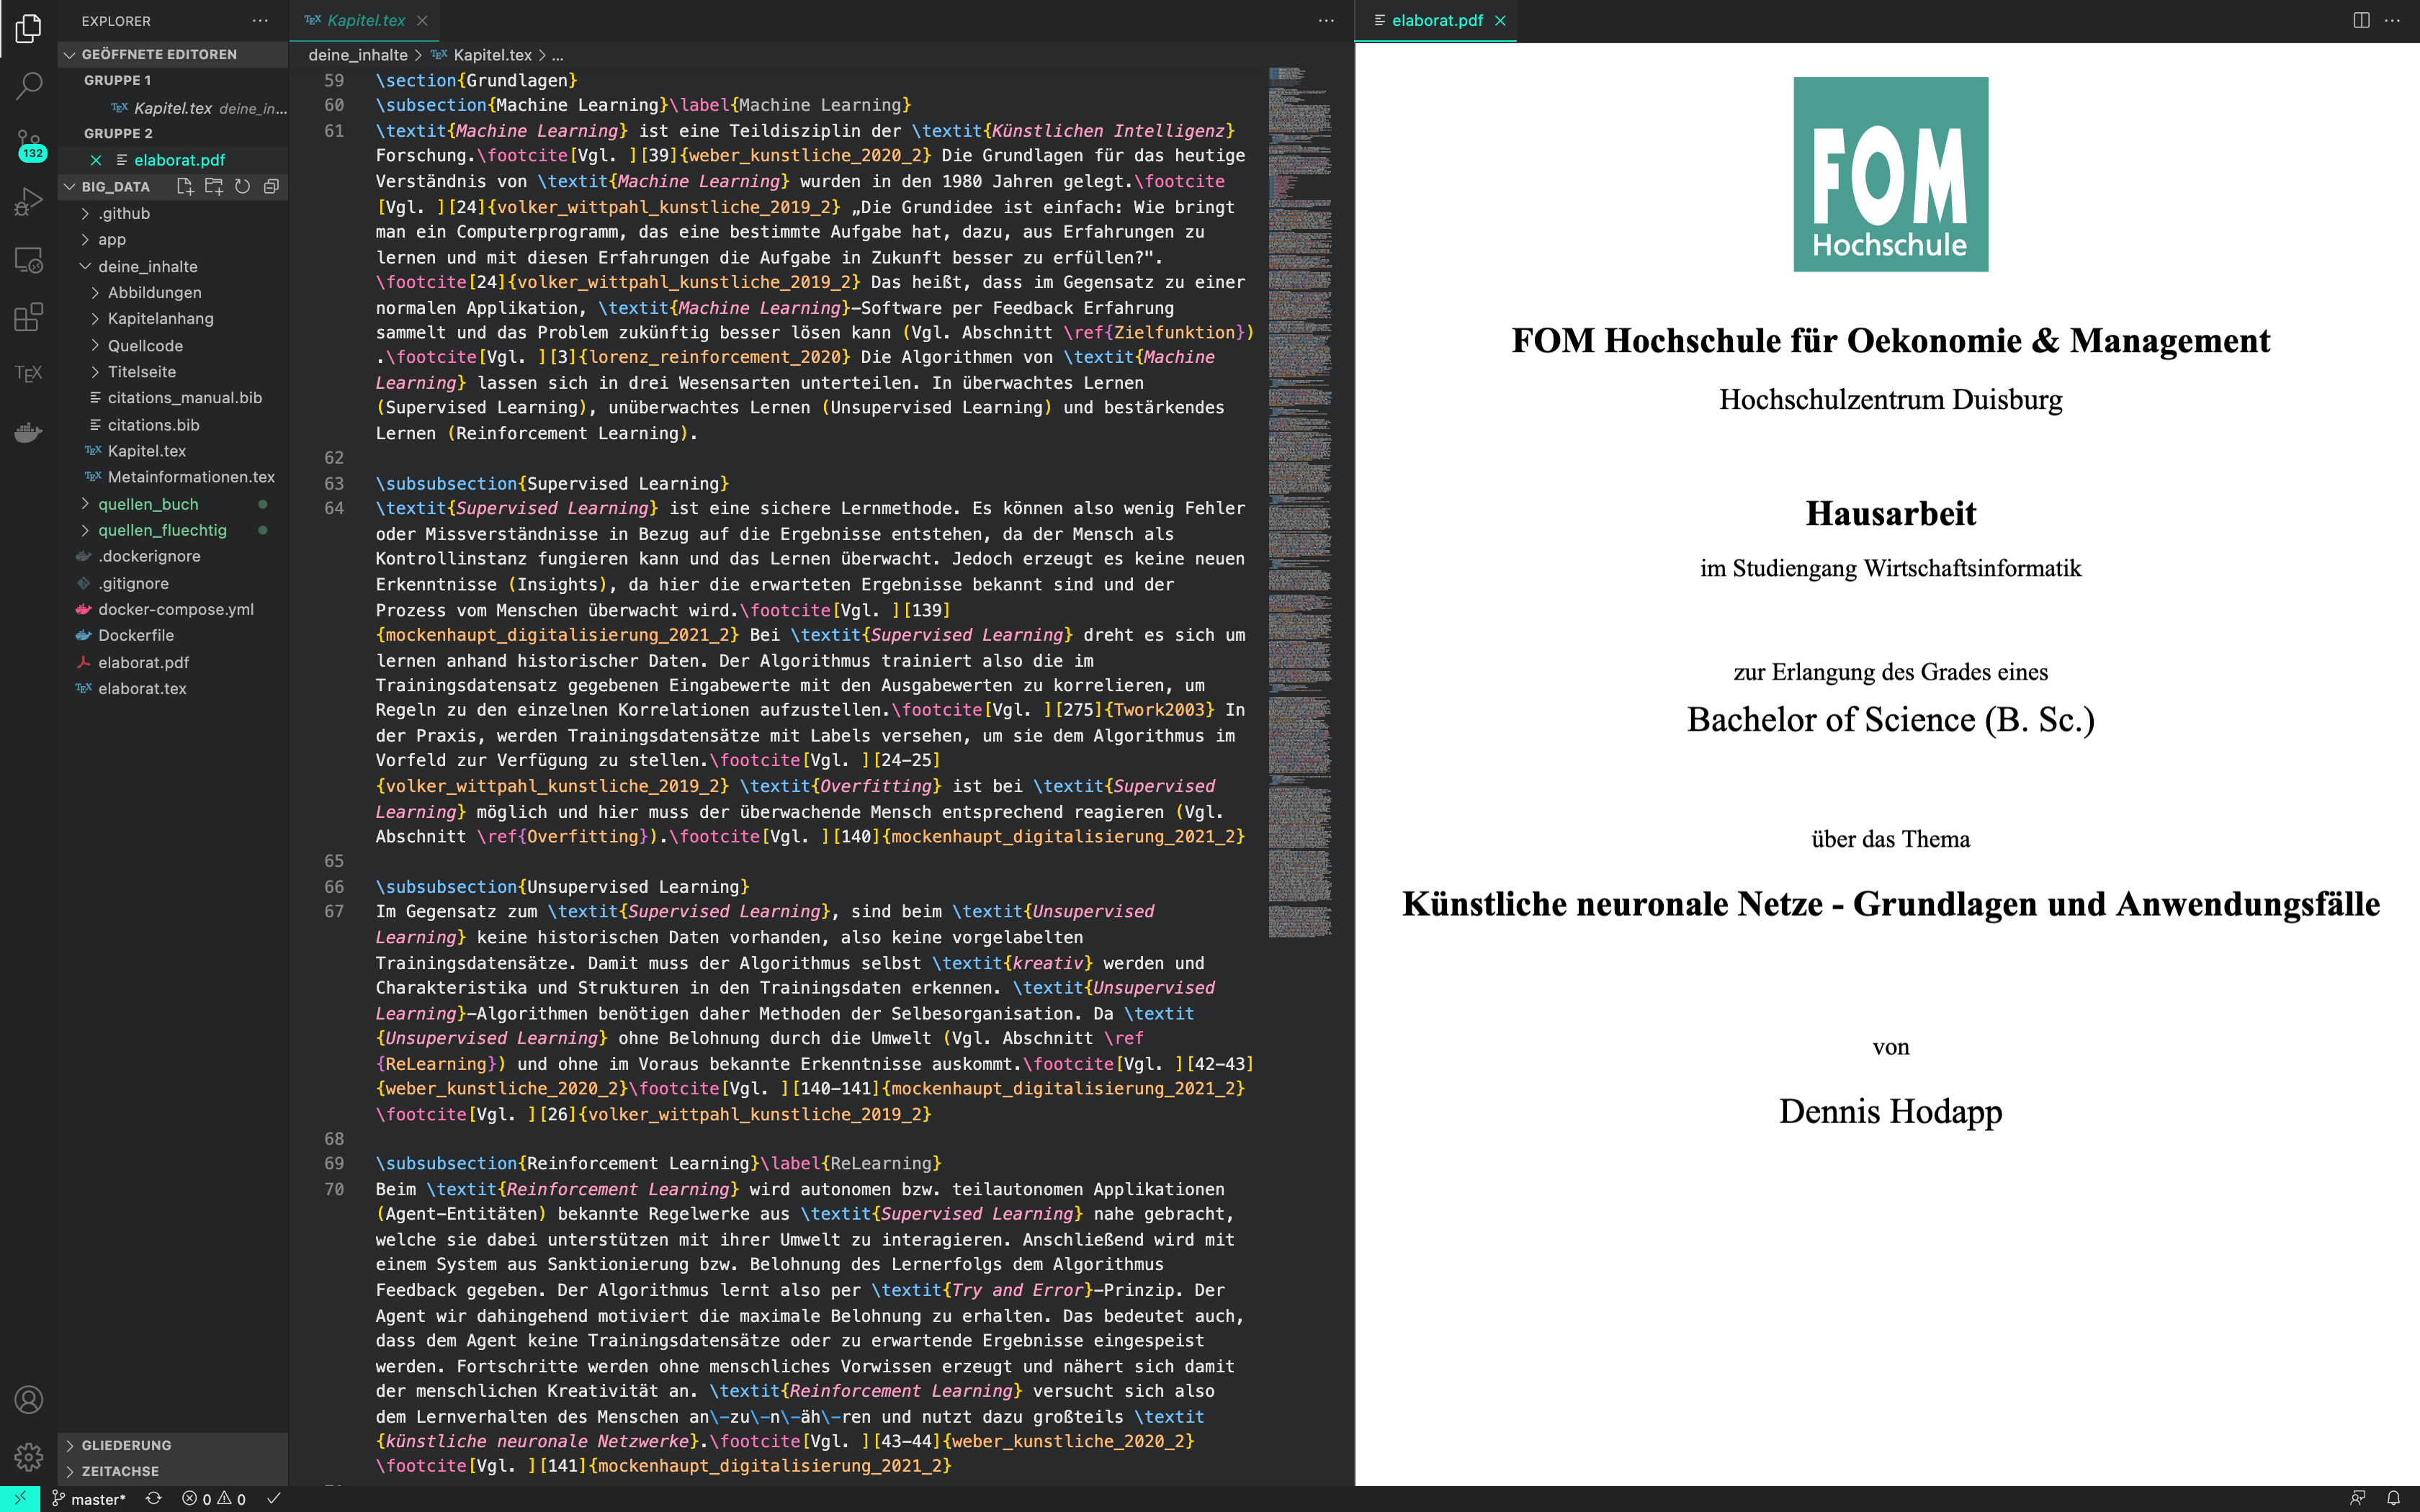 EXPLORER
GEÖFFNETE EDITOREN
GRUPPE 1
Kapitel.tex deine_in...
GRUPPE 2
elaborat.pdf
BIG_DATA
.github
app
deine_inhalte
Abbildungen
Kapitelanhang
Quellcode
Titelseite
citations_manual.bib
citations.bib
Kapitel.tex
Metainformationen.tex
quellen_buch
quellen_fluechtig
.dockerignore
.gitignore
docker-compose.yml
Dockerfile
elaborat.pdf
elaborat.tex
GLIEDERUNG
ZEITACHSE
132
TEX
Kapitel.tex
deine_inhalte > Kapitel.tex > ...
59 \section{Grundlagen}
60 \subsection{Machine Learning}\label{Machine Learning}
61 \textit{Machine Learning} ist eine Teildisziplin der \textit{Künstlichen Intelligenz}
Forschung.\footcite[Vgl. ][39]{weber_kunstliche_2020_2} Die Grundlagen für das heutige
Verständnis von \textit{Machine Learning} wurden in den 1980 Jahren gelegt.\footcite
[Vgl. ][24]{volker_wittpahl_kunstliche_2019_2} „Die Grundidee ist einfach: Wie bringt
man ein Computerprogramm, das eine bestimmte Aufgabe hat, dazu, aus Erfahrungen zu
lernen und mit diesen Erfahrungen die Aufgabe in Zukunft besser zu erfüllen?".
\footcite[24]{volker_wittpahl_kunstliche_2019_2} Das heißt, dass im Gegensatz zu einer
normalen Applikation, \textit{Machine Learning}-Software per Feedback Erfahrung
sammelt und das Problem zukünftig besser lösen kann (Vgl. Abschnitt \ref{Zielfunktion})
.\footcite[Vgl. ][3]{lorenz_reinforcement_2020} Die Algorithmen von \textit{Machine
Learning} lassen sich in drei Wesensarten unterteilen. In überwachtes Lernen
(Supervised Learning), unüberwachtes Lernen (Unsupervised Learning) und bestärkendes
Lernen (Reinforcement Learning).
62
63 \subsubsection{Supervised Learning}
64 \textit{Supervised Learning} ist eine sichere Lernmethode. Es können also wenig Fehler
oder Missverständnisse in Bezug auf die Ergebnisse entstehen, da der Mensch als
Kontrollinstanz fungieren kann und das Lernen überwacht. Jedoch erzeugt es keine neuen
Erkenntnisse (Insights), da hier die erwarteten Ergebnisse bekannt sind und der
Prozess vom Menschen überwacht wird.\footcite[Vgl. ][139]
{mockenhaupt_digitalisierung_2021_2} Bei \textit{Supervised Learning} dreht es sich um
lernen anhand historischer Daten. Der Algorithmus trainiert also die im
Trainingsdatensatz gegebenen Eingabewerte mit den Ausgabewerten zu korrelieren, um
Regeln zu den einzelnen Korrelationen aufzustellen.\footcite[Vgl. ][275]{Twork2003} In
der Praxis, werden Trainingsdatensätze mit Labels versehen, um sie dem Algorithmus im
Vorfeld zur Verfügung zu stellen.\footcite[Vgl. ][24-25]
{volker_wittpahl_kunstliche_2019_2} \textit{Overfitting} ist bei \textit{Supervised
Learning} möglich und hier muss der überwachende Mensch entsprechend reagieren (Vgl.
Abschnitt \ref{Overfitting}).\footcite[Vgl. ][140]{mockenhaupt_digitalisierung_2021_2}
65
66 \subsubsection{Unsupervised Learning}
67 Im Gegensatz zum \textit{Supervised Learning}, sind beim \textit{Unsupervised
Learning} keine historischen Daten vorhanden, also keine vorgelabelten
Trainingsdatensätze. Damit muss der Algorithmus selbst \textit{kreativ} werden und
Charakteristika und Strukturen in den Trainingsdaten erkennen. \textit{Unsupervised
Learning}-Algorithmen benötigen daher Methoden der Selbesorganisation. Da \textit
{Unsupervised Learning} ohne Belohnung durch die Umwelt (Vgl. Abschnitt \ref
{ReLearning}) und ohne im Voraus bekannte Erkenntnisse auskommt.\footcite[Vgl. ][42-43]
{weber_kunstliche_2020_2}\footcite[Vgl. ][140-141]{mockenhaupt_digitalisierung_2021_2}
\footcite[Vgl. ][26]{volker_wittpahl_kunstliche_2019_2}
68
69 \subsubsection{Reinforcement Learning}\label{ReLearning}
70 Beim \textit{Reinforcement Learning} wird autonomen bzw. teilautonomen Applikationen
(Agent-Entitäten) bekannte Regelwerke aus \textit{Supervised Learning} nahe gebracht,
welche sie dabei unterstützen mit ihrer Umwelt zu interagieren. Anschließend wird mit
einem System aus Sanktionierung bzw. Belohnung des Lernerfolgs dem Algorithmus
Feedback gegeben. Der Algorithmus lernt also per \textit{Try and Error}-Prinzip. Der
Agent wir dahingehend motiviert die maximale Belohnung zu erhalten. Das bedeutet auch,
dass dem Agent keine Trainingsdatensätze oder zu erwartende Ergebnisse eingespeist
werden. Fortschritte werden ohne menschliches Vorwissen erzeugt und nähert sich damit
der menschlichen Kreativität an. \textit{Reinforcement Learning} versucht sich also
dem Lernverhalten des Menschen an\-zu\-n\-äh\-ren und nutzt dazu großteils \textit
{künstliche neuronale Netzwerke}.\footcite[Vgl. ][43-44]{weber_kunstliche_2020_2}
\footcite[Vgl. ][141]{mockenhaupt_digitalisierung_2021_2}
elaborat.pdf
FOM
Hochschule
FOM Hochschule für Oekonomie & Management
Hochschulzentrum Duisburg
Hausarbeit
im Studiengang Wirtschaftsinformatik
zur Erlangung des Grades eines
Bachelor of Science (B. Sc.)
über das Thema
Künstliche neuronale Netze - Grundlagen und Anwendungsfälle
von
Dennis Hodapp
master* 0 0